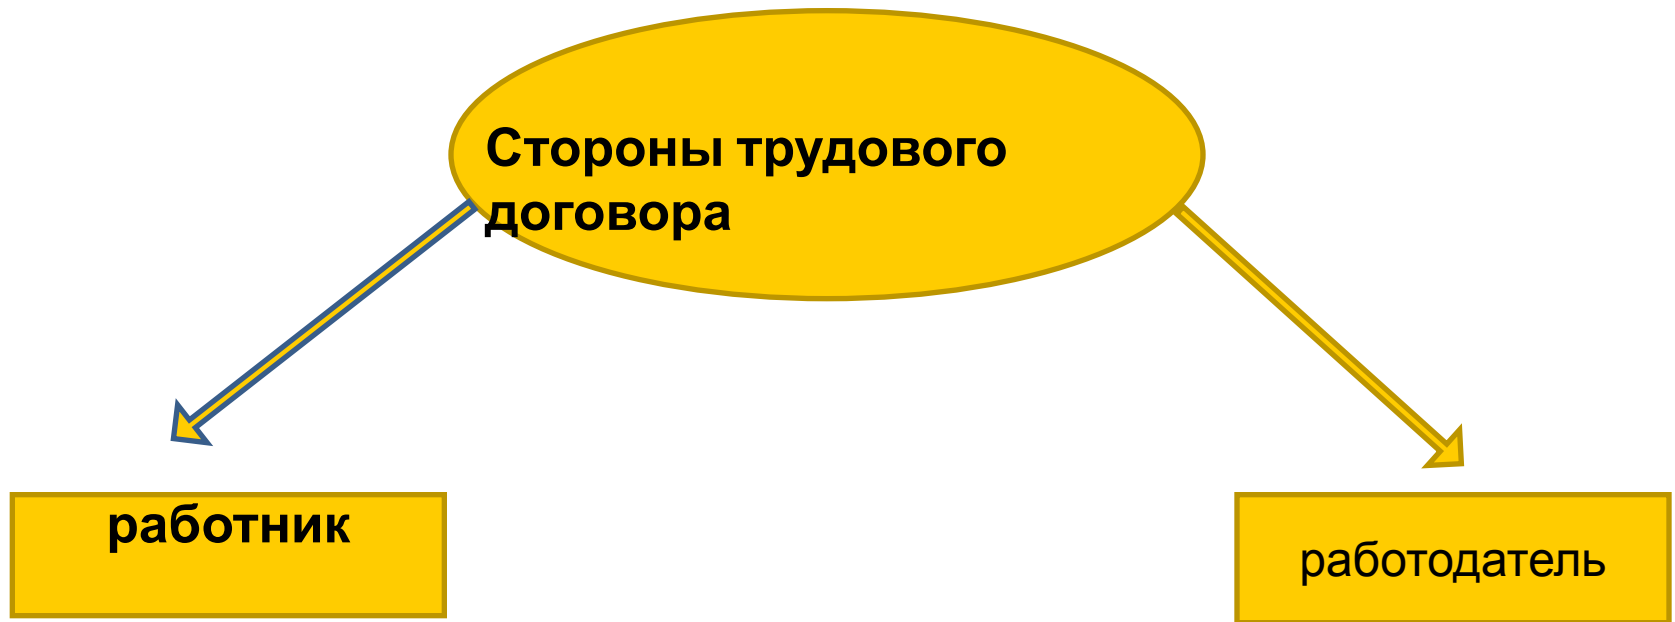 Стороны трудового
договора
работник
работодатель